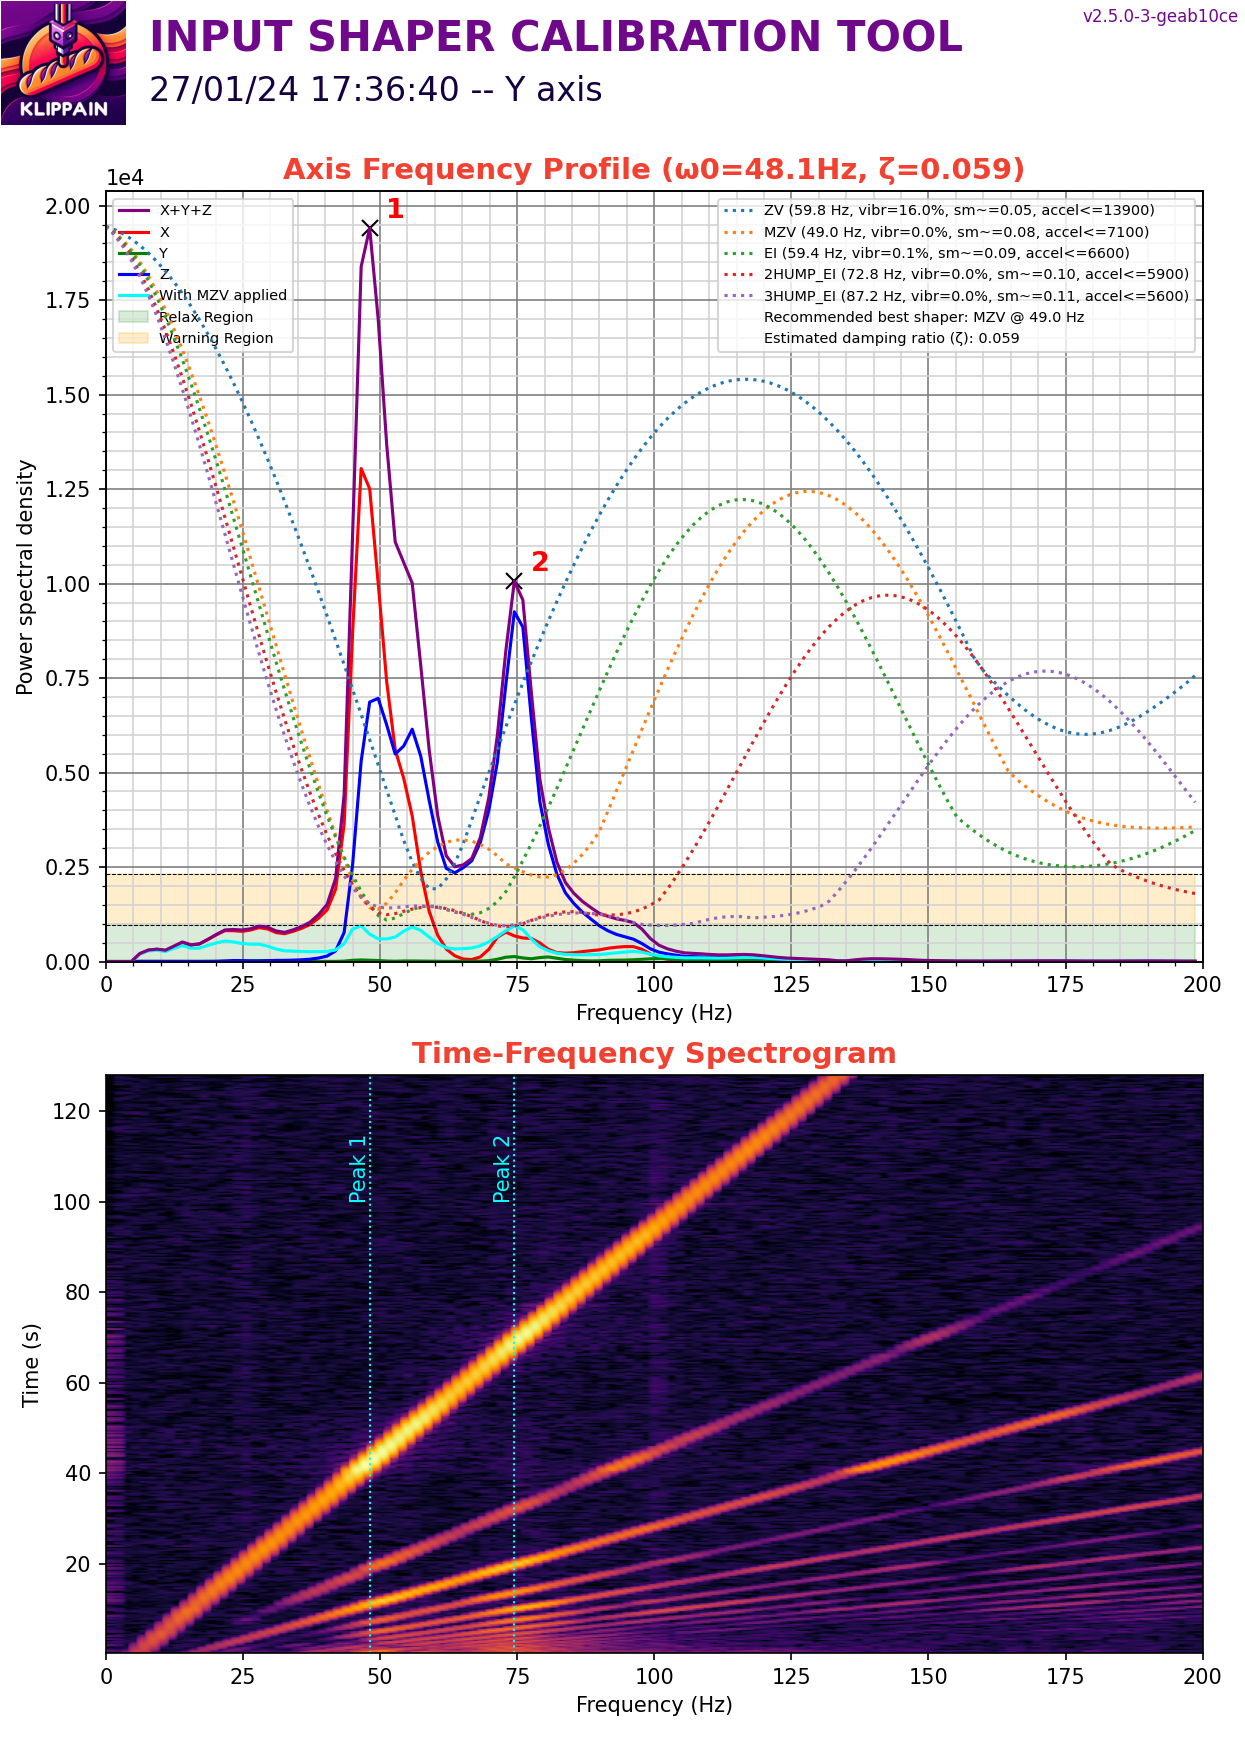 KLIPPAIN
INPUT SHAPER CALIBRATION TOOL
27/01/24 17:36:40 -- Y axis
v2.5.0-3-geab10ce
Axis Frequency Profile (ω0=48.1Hz, ζ=0.059)
1e4
X+Y+Z
X
Y
Z
With MZV applied
Relax Region
Warning Region
ZV (59.8 Hz, vibr=16.0%, sm~=0.05, accel<=13900)
MZV (49.0 Hz, vibr=0.0%, sm~=0.08, accel<=7100)
EI (59.4 Hz, vibr=0.1%, sm~=0.09, accel<=6600)
2HUMP_EI (72.8 Hz, vibr=0.0%, sm~=0.10, accel<=5900)
3HUMP_EI (87.2 Hz, vibr=0.0%, sm~=0.11, accel<=5600)
Recommended best shaper: MZV @ 49.0 Hz
Estimated damping ratio (ζ): 0.059
1
2
Power spectral density
2.00
1.75
1.50
1.25
1.00
0.75
0.50
0.25
0.00
0 25 50 75 100 125 150 175 200
Frequency (Hz)
Time-Frequency Spectrogram
Peak 1
Peak 2
Time (s)
120
100
80
60
40
20
0 25 50 75 100 125 150 175 200
Frequency (Hz)